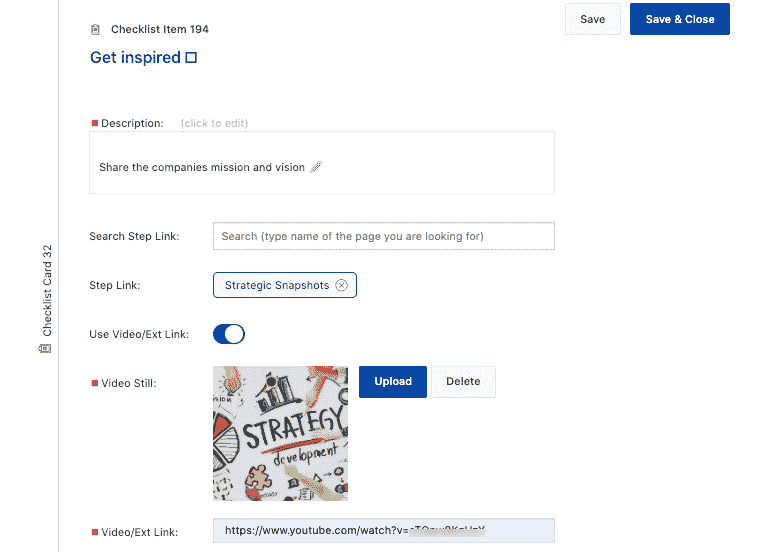 Checklist Item 194
Save
Save & Close
Get inspired
Description: (click to edit)
Share the companies mission and vision
Search Step Link: Search (type name of the page you are looking for)
Checklist Card 32
Step Link: Strategic Snapshots
Use Video/Ext Link:
Video Still:
Upload
Delete
STRATEGY
development
Video/Ext Link: https://www.youtube.com/watch?v=